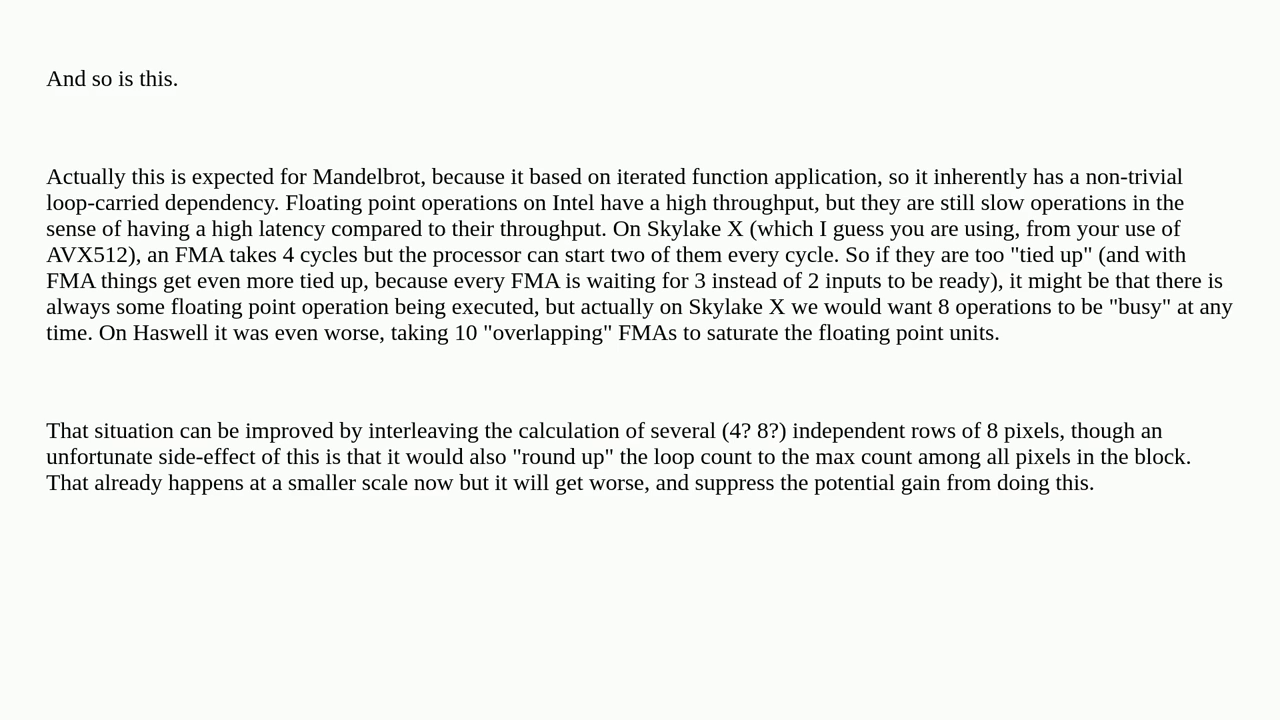 And so is this.
Actually this is expected for Mandelbrot, because it based on iterated function application, so it inherently has a non-trivial
loop-carried dependency. Floating point operations on Intel have a high throughput, but they are still slow operations in the
sense of having a high latency compared to their throughput. On Skylake X (which I guess you are using, from your use of
AVX512), an FMA takes 4 cycles but the processor can start two of them every cycle. So if they are too "tied up" (and with
FMA things get even more tied up, because every FMA is waiting for 3 instead of 2 inputs to be ready), it might be that there is
always some floating point operation being executed, but actually on Skylake X we would want 8 operations to be "busy" at any
time. On Haswell it was even worse, taking 10 "overlapping" FMAs to saturate the floating point units.
That situation can be improved by interleaving the calculation of several (4? 8?) independent rows of 8 pixels, though an
unfortunate side-effect of this is that it would also "round up" the loop count to the max count among all pixels in the block.
That already happens at a smaller scale now but it will get worse, and suppress the potential gain from doing this.